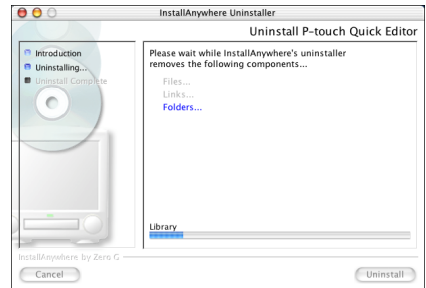 InstallAnywhere Uninstaller
Uninstall P-touch Quick Editor
Introduction
Uninstalling...
Uninstall Complete
Please wait while InstallAnywhere's uninstaller
removes the following components...
Files...
Links...
Folders...
Library
InstallAnywhere by Zero G
Cancel
Uninstall